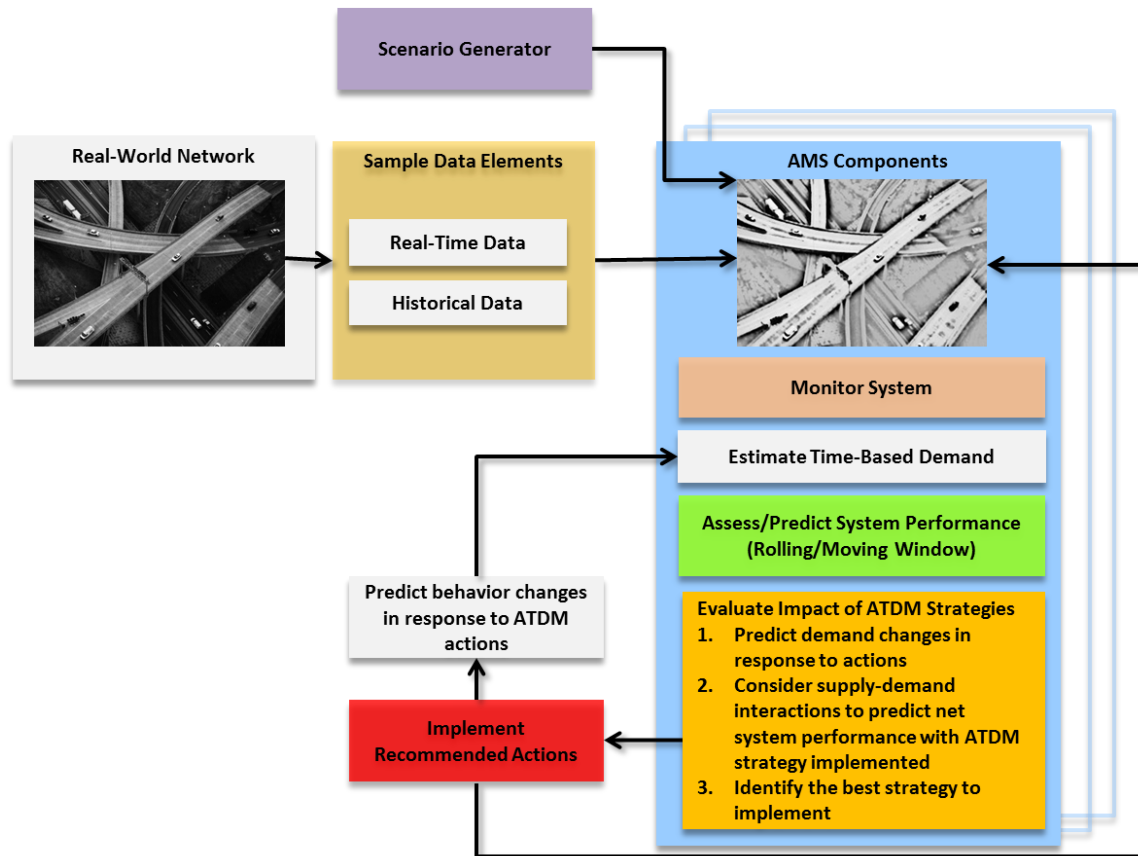 Scenario Generator
Real-World Network
Sample Data Elements
Real-Time Data
Historical Data
AMS Components
Monitor System
Estimate Time-Based Demand
Assess/Predict System Performance
(Rolling/Moving Window)
Evaluate Impact of ATDM Strategies
1. Predict demand changes in
response to actions
2. Consider supply-demand
interactions to predict net
system performance with ATDM
strategy implemented
3. Identify the best strategy to
implement
Predict behavior changes
in response to ATDM
actions
Implement
Recommended Actions